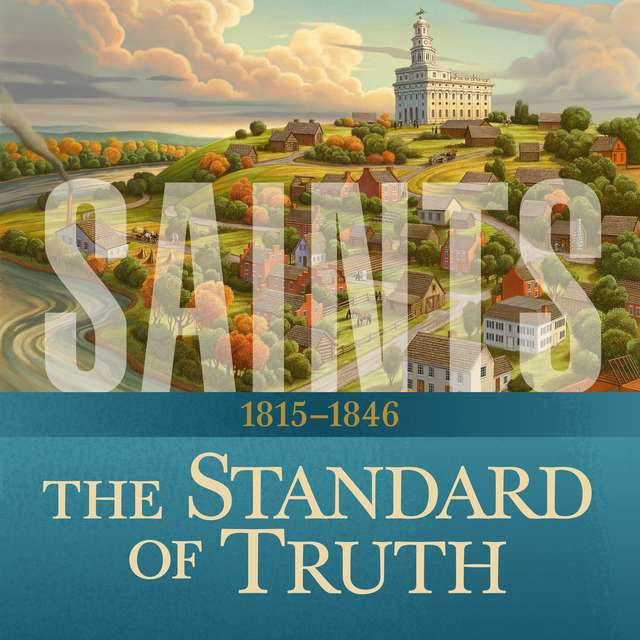 SAINTS
1815–1846
THE STANDARD
OF TRUTH